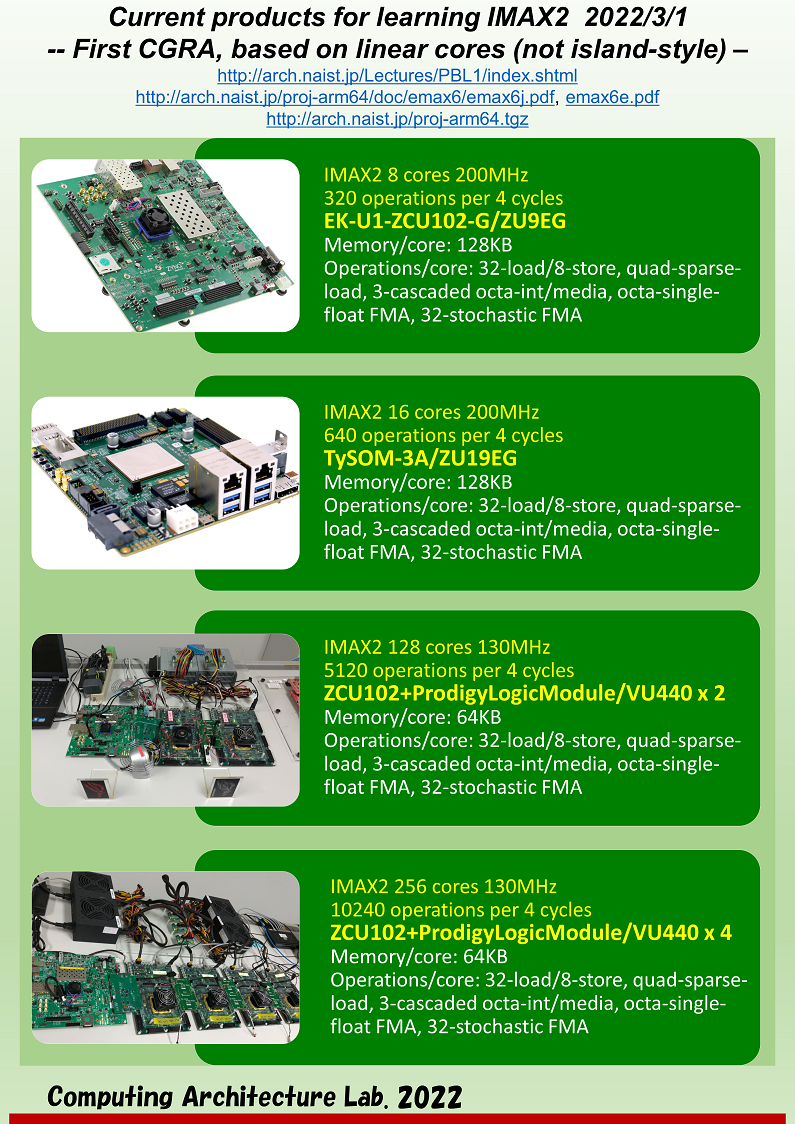 Current products for learning IMAX2 2022/3/1
-- First CGRA, based on linear cores (not island-style) –
http://arch.naist.jp/Lectures/PBL1/index.shtml
http://arch.naist.jp/proj-arm64/doc/emax6/emax6j.pdf, emax6e.pdf
http://arch.naist.jp/proj-arm64.tgz
IMAX2 8 cores 200MHz
320 operations per 4 cycles
EK-U1-ZCU102-G/ZU9EG
Memory/core: 128KB
Operations/core: 32-load/8-store, quad-sparse-
load, 3-cascaded octa-int/media, octa-single-
float FMA, 32-stochastic FMA
IMAX2 16 cores 200MHz
640 operations per 4 cycles
TySOM-3A/ZU19EG
Memory/core: 128KB
Operations/core: 32-load/8-store, quad-sparse-
load, 3-cascaded octa-int/media, octa-single-
float FMA, 32-stochastic FMA
IMAX2 128 cores 130MHz
5120 operations per 4 cycles
ZCU102+ProdigyLogicModule/VU440 x 2
Memory/core: 64KB
Operations/core: 32-load/8-store, quad-sparse-
load, 3-cascaded octa-int/media, octa-single-
float FMA, 32-stochastic FMA
IMAX2 256 cores 130MHz
10240 operations per 4 cycles
ZCU102+ProdigyLogicModule/VU440 x 4
Memory/core: 64KB
Operations/core: 32-load/8-store, quad-sparse-
load, 3-cascaded octa-int/media, octa-single-
float FMA, 32-stochastic FMA
Computing Architecture Lab. 2022